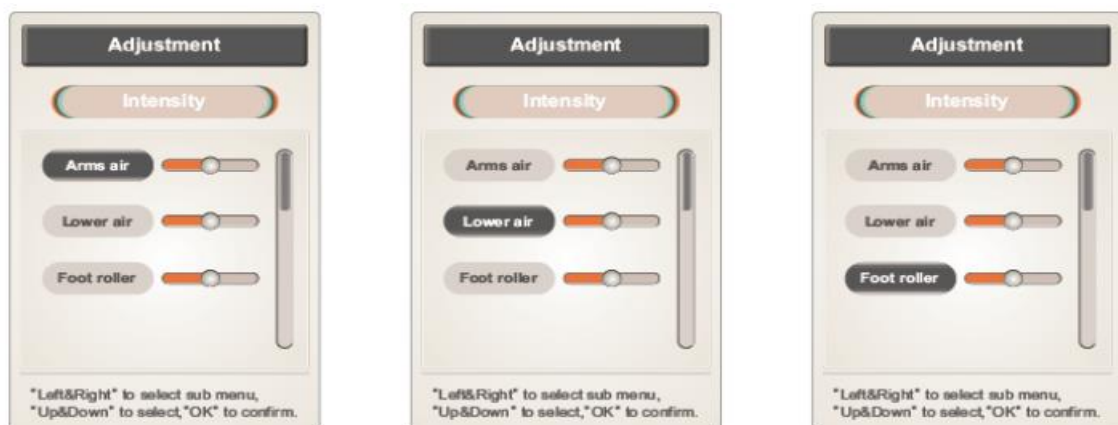 Adjustment
Intensity
Arms air
Lower air
Foot roller
"Left&Right" to select sub menu,
"Up&Down" to select,"OK" to confirm.
Adjustment
Intensity
Arms air
Lower air
Foot roller
"Left&Right" to select sub menu,
"Up&Down" to select,"OK" to confirm.
Adjustment
Intensity
Arms air
Lower air
Foot roller
"Left&Right" to select sub menu,
"Up&Down" to select,"OK" to confirm.